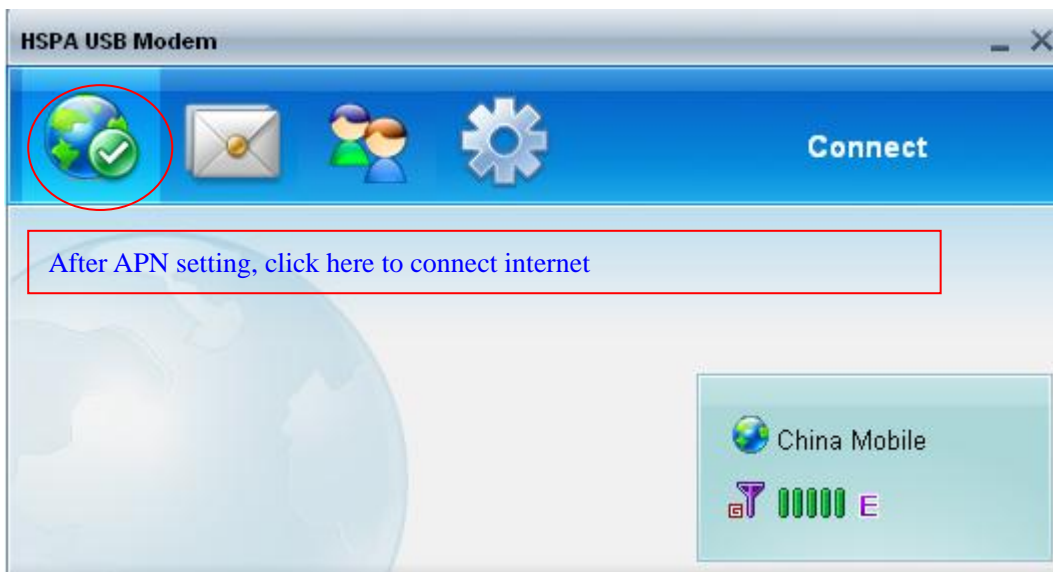 HSPA USB Modem
Connect
After APN setting, click here to connect internet
China Mobile
G E